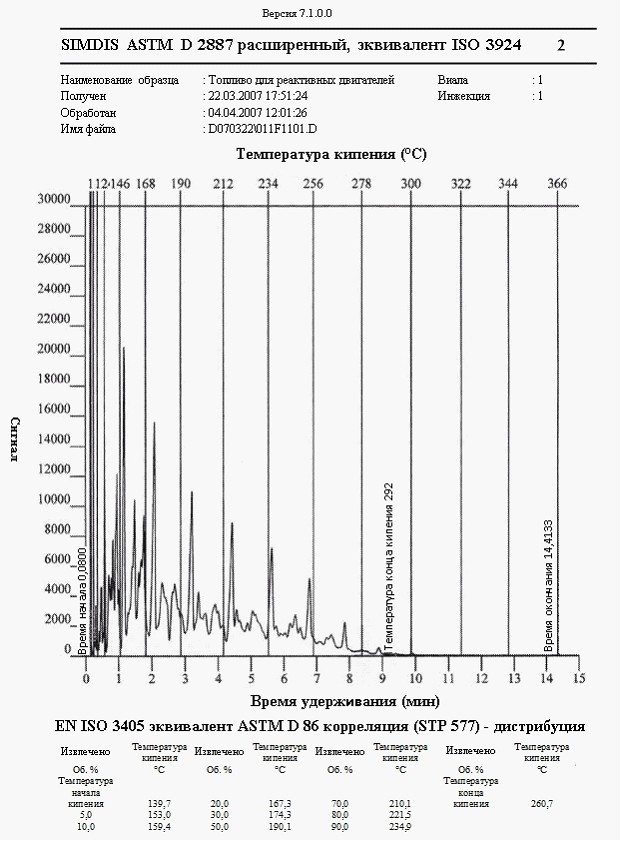 Версия 7.1.0.0
SIMDIS ASTM D 2887 расширенный, эквивалент ISO 3924 2
Наименование образца : Топливо для реактивных двигателей Виала : 1
Получен : 22.03.2007 17:51:24 Инжекция : 1
Обработан : 04.04.2007 12:01:26
Имя файла : D070322\011F1101.D
Температура кипения (°C)
112 146 168 190 212 234 256 278 300 322 344 366
30000
28000
26000
24000
22000
20000
18000
16000
14000
12000
10000
8000
6000
4000
2000
0
Сигнал
Время начала 0,0800
Температура конца кипения 292
Время окончания 14,4133
0 1 2 3 4 5 6 7 8 9 10 11 12 13 14 15
Время удерживания (мин)
EN ISO 3405 эквивалент ASTM D 86 корреляция (STP 577) - дистрибуция
Извлечено Температура кипения Извлечено Температура кипения Извлечено Температура кипения Извлечено Температура кипения
Об. % °C Об. % °C Об. % °C Об. % °C
Температура начала кипения 139,7 20,0 167,3 70,0 210,1 Температура конца кипения 260,7
5,0 153,0 30,0 174,3 80,0 221,5
10,0 159,4 50,0 190,1 90,0 234,9